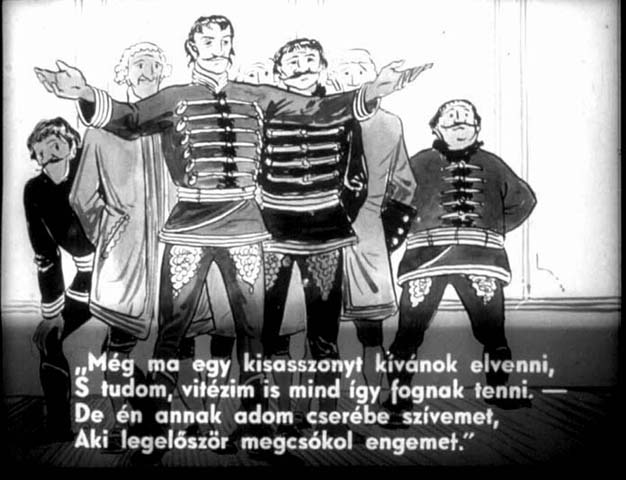 „Még ma egy kisasszonyt kívánok elvenni,
S tudom, vitézim is mind így fognak tenni. —
De én annak adom cserébe szívemet,
Aki legelőször megcsókol engemet.”